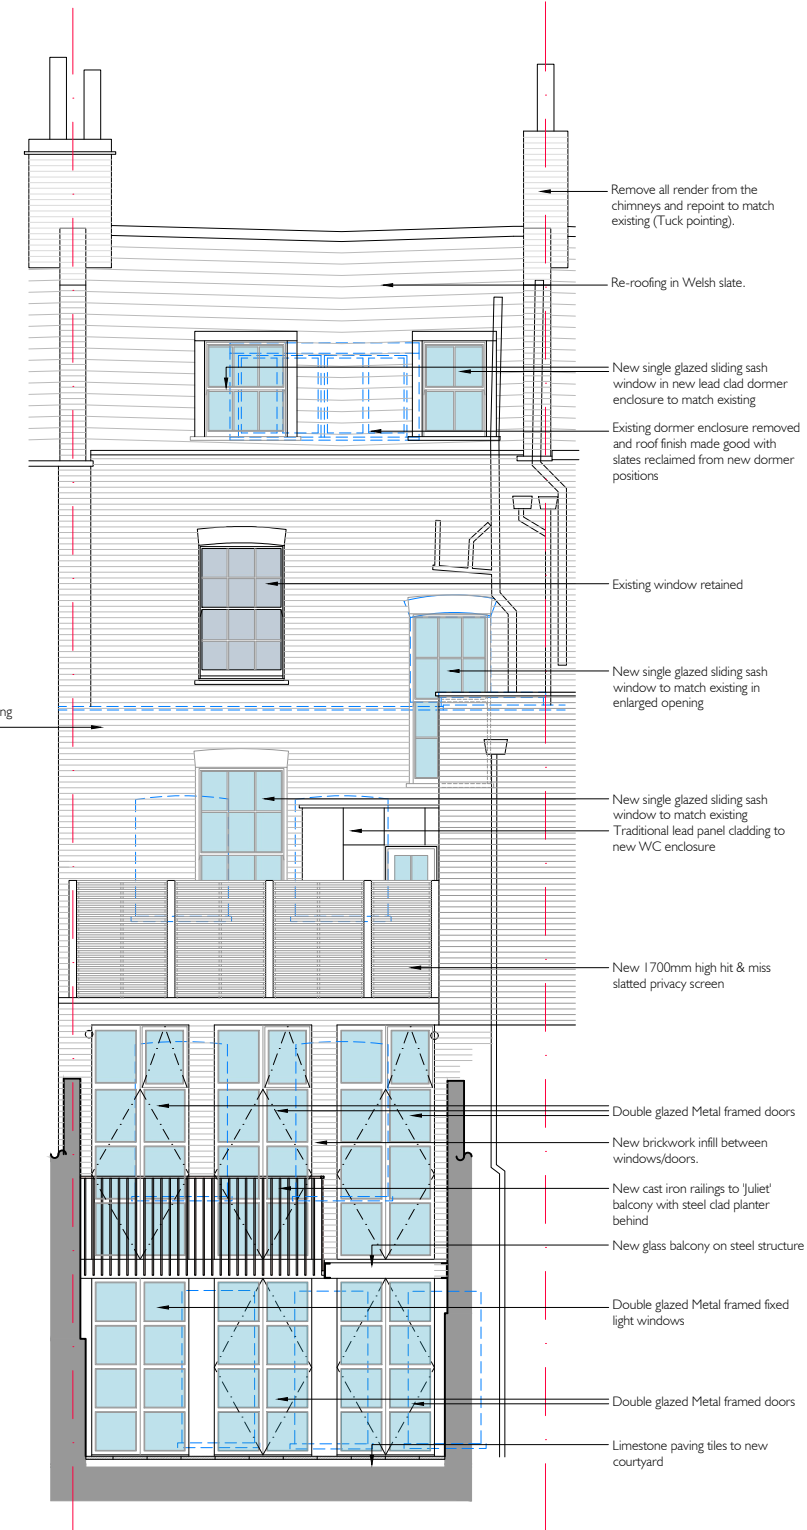 Remove all render from the
chimneys and repoint to match
existing (Tuck pointing).
Re-roofing in Welsh slate.
New single glazed sliding sash
window in new lead clad dormer
enclosure to match existing
Existing dormer enclosure removed
and roof finish made good with
slates reclaimed from new dormer
positions
Existing window retained
New single glazed sliding sash
window to match existing in
enlarged opening
ng
New single glazed sliding sash
window to match existing
Traditional lead panel cladding to
new WC enclosure
New 1700mm high hit & miss
slatted privacy screen
Double glazed Metal framed doors
New brickwork infill between
windows/doors.
New cast iron railings to 'Juliet'
balcony with steel clad planter
behind
New glass balcony on steel structure
Double glazed Metal framed fixed
light windows
Double glazed Metal framed doors
Limestone paving tiles to new
courtyard